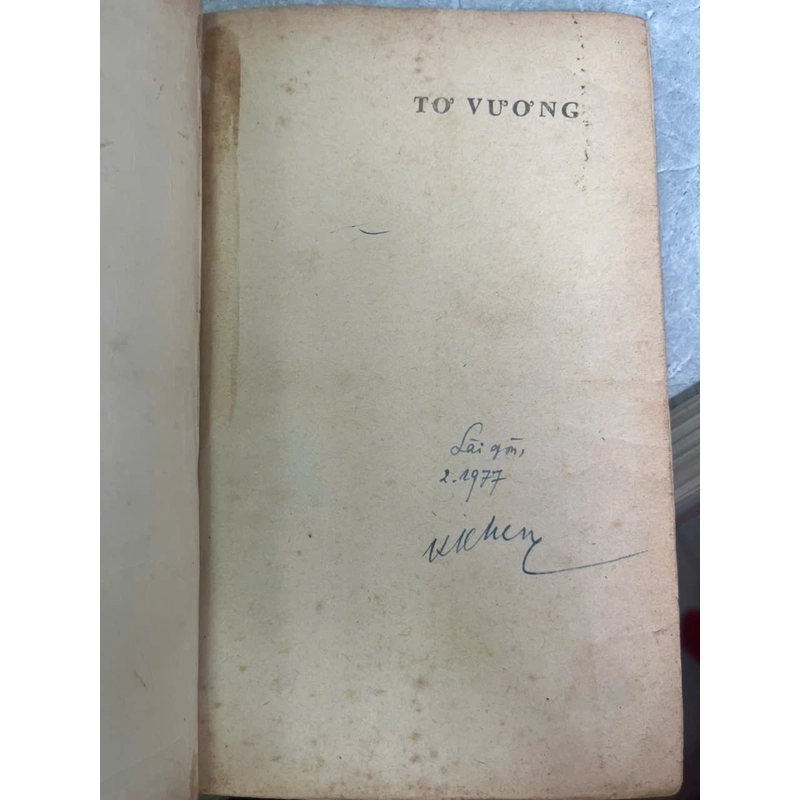 TƠ VƯƠNG
Sài gòn,
2.1977